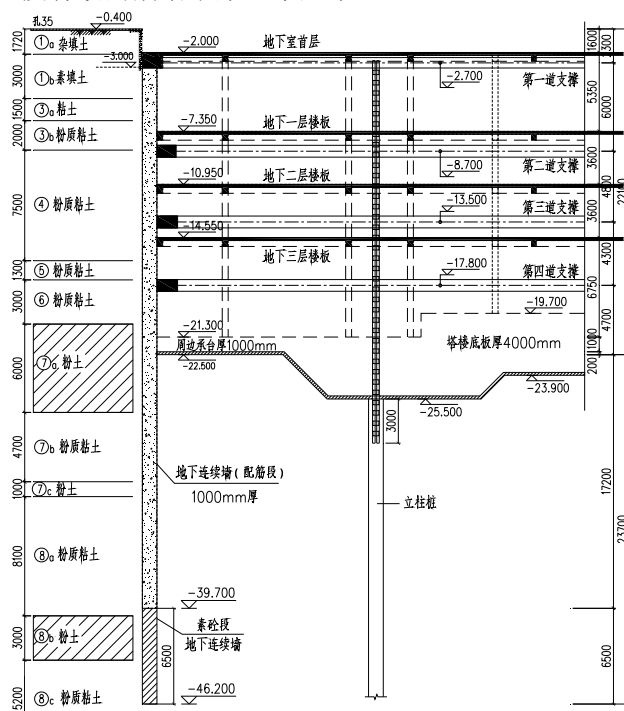 孔35
-0.400
1720
①a 杂填土
-3.000
-2.000
地下室首层
1600
300
3000
①b 素填土
-2.700
第一道支撑
5350
6000
1500
③a 粘土
2000
③b 粉质粘土
-7.350
地下一层楼板
-8.700
第二道支撑
3600
4800
-10.950
地下二层楼板
-13.500
第三道支撑
3600
7500
④ 粉质粘土
-14.550
地下三层楼板
4300
1300
⑤ 粉质粘土
-17.800
第四道支撑
6750
3000
⑥ 粉质粘土
-19.700
4700
-21.300
周边承台厚1000mm
-22.500
塔楼底板厚4000mm
1000
200
6000
⑦a 粉土
-23.900
-25.500
3000
4700
⑦b 粉质粘土
地下连续墙(配筋段)
1000mm厚
1000
⑦c 粉土
立柱桩
17200
23700
8100
⑧a 粉质粘土
-39.700
3000
⑧b 粉土
素砼段
地下连续墙
6500
6500
5200
⑧c 粉质粘土
-46.200